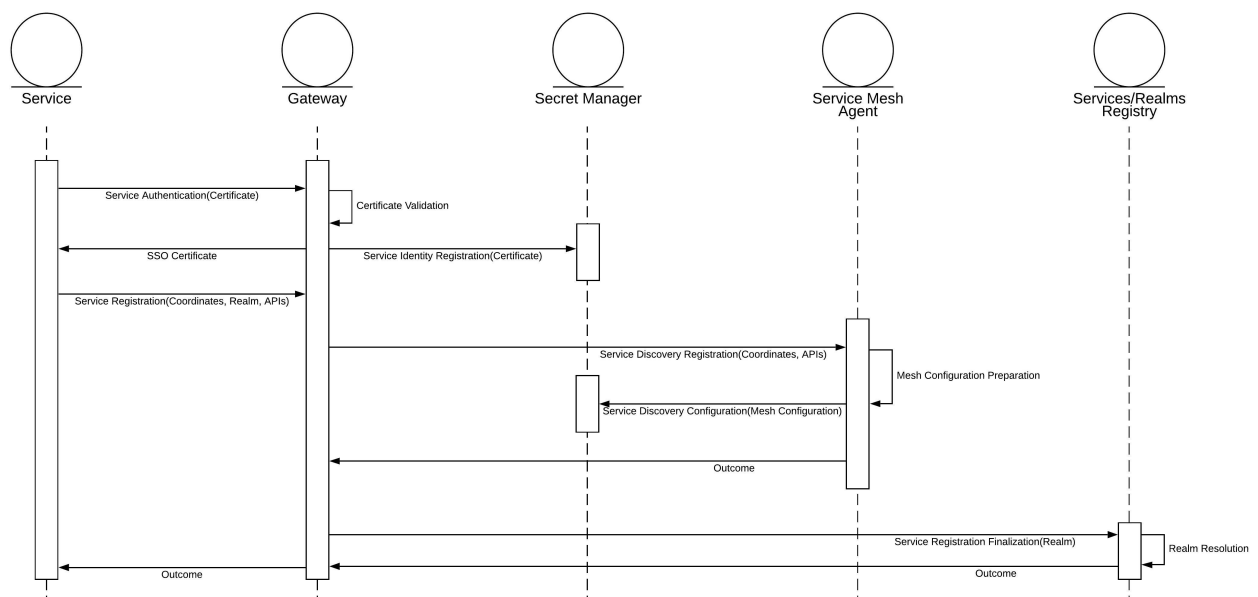 Service
Gateway
Secret Manager
Service Mesh
Agent
Services/Realms
Registry
Service Authentication(Certificate)
Certificate Validation
SSO Certificate
Service Identity Registration(Certificate)
Service Registration(Coordinates, Realm, APIs)
Service Discovery Registration(Coordinates, APIs)
Mesh Configuration Preparation
Service Discovery Configuration(Mesh Configuration)
Outcome
Service Registration Finalization(Realm)
Realm Resolution
Outcome
Outcome